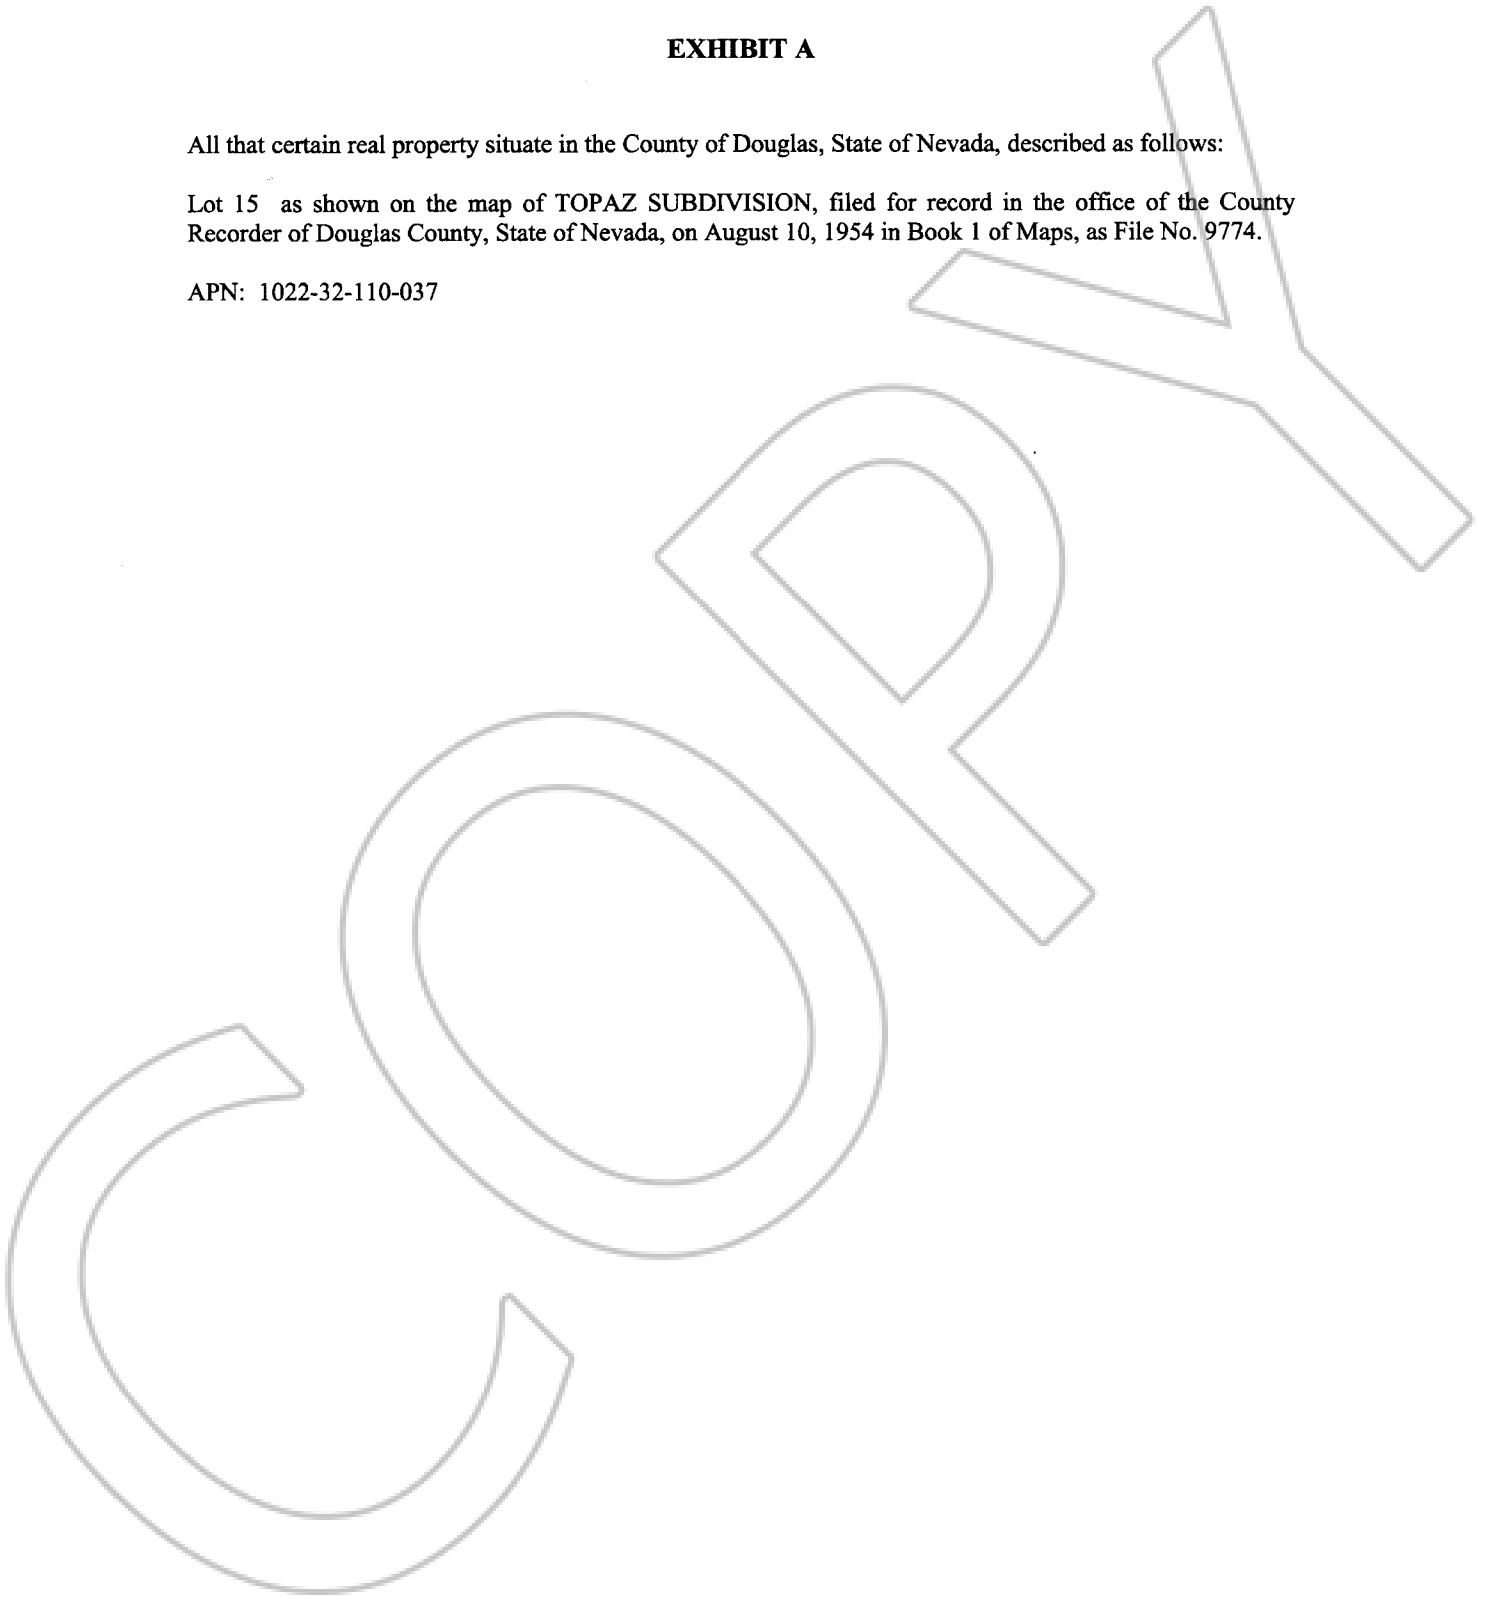 EXHIBIT A
All that certain real property situate in the County of Douglas, State of Nevada, described as follows:
Lot 15 as shown on the map of TOPAZ SUBDIVISION, filed for record in the office of the County
Recorder of Douglas County, State of Nevada, on August 10, 1954 in Book 1 of Maps, as File No. 9774.
APN: 1022-32-110-037
COPY